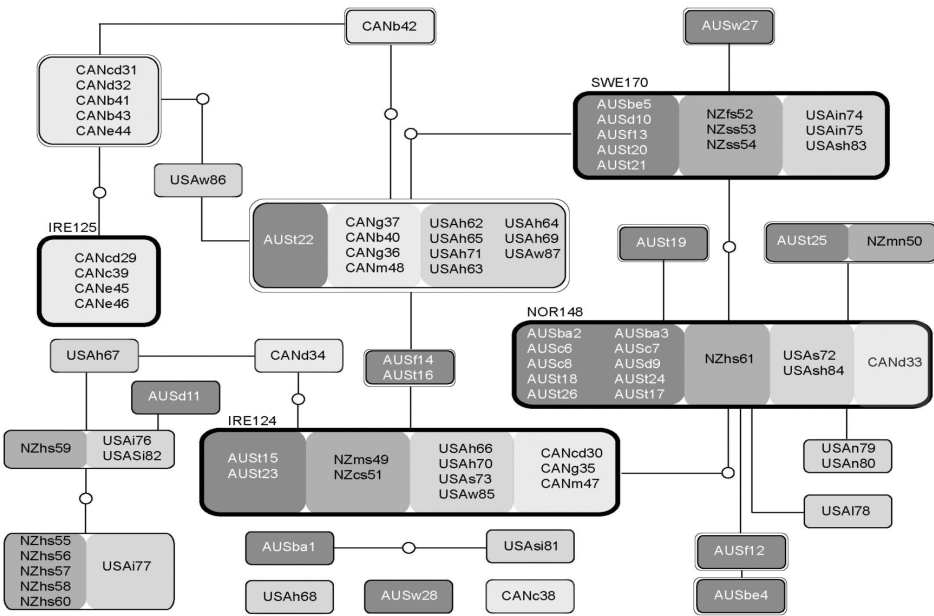 CANb42
AUSw27
CANcd31
CANd32
CANb41
CANb43
CANe44
SWE170
AUSbe5
AUSd10
AUSf13
AUSt20
AUSt21
NZfs52
NZss53
NZss54
USAin74
USAin75
USAsh83
USAw86
IRE125
CANcd29
CANc39
CANe45
CANe46
AUSt22
CANg37
CANb40
CANg36
CANm48
USAh62 USAh64
USAh65 USAh69
USAh71 USAw87
USAh63
AUSt19
AUSt25
NZmn50
NOR148
AUSba2 AUSba3
AUSc6 AUSc7
AUSc8 AUSd9
AUSt18 AUSt24
AUSt26 AUSt17
NZhs61
USAs72
USAsh84
CANd33
USAh67
CANd34
AUSf14
AUSt16
AUSd11
NZhs59
USAi76
USASi82
IRE124
AUSt15
AUSt23
NZms49
NZcs51
USAh66
USAh70
USAs73
USAw85
CANcd30
CANg35
CANm47
USAn79
USAn80
USAl78
NZhs55
NZhs56
NZhs57
NZhs58
NZhs60
USAi77
AUSba1
USAsi81
AUSf12
AUSbe4
USAh68
AUSw28
CANc38